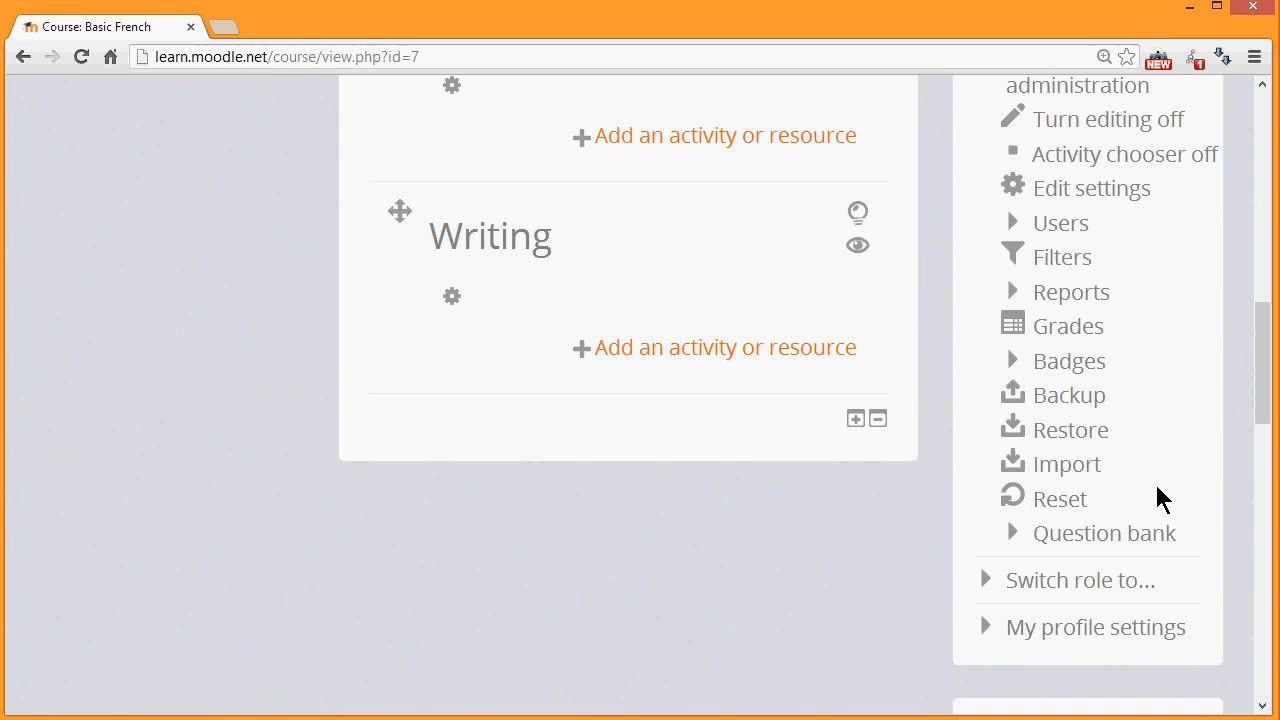 Course: Basic French
learn.moodle.net/course/view.php?id=7
NEW
1
Add an activity or resource
Writing
Add an activity or resource
administration
Turn editing off
Activity chooser off
Edit settings
Users
Filters
Reports
Grades
Badges
Backup
Restore
Import
Reset
Question bank
Switch role to...
My profile settings